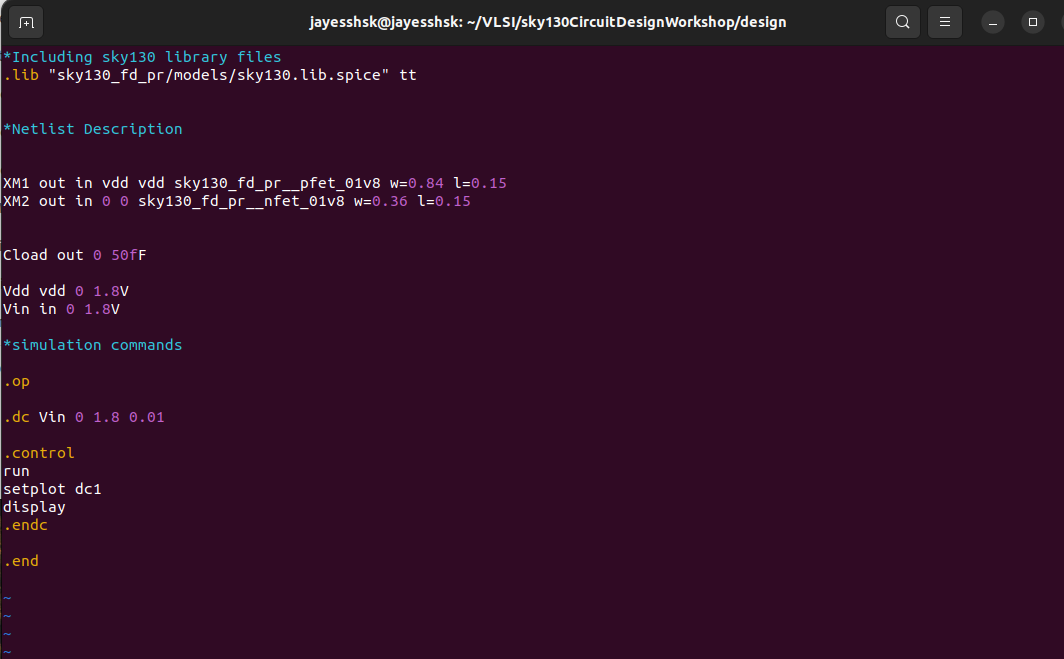 jayesshsk@jayesshsk: ~/VLSI/sky130CircuitDesignWorkshop/design
*Including sky130 library files
.lib "sky130_fd_pr/models/sky130.lib.spice" tt
*Netlist Description
XM1 out in vdd vdd sky130_fd_pr__pfet_01v8 w=0.84 l=0.15
XM2 out in 0 0 sky130_fd_pr__nfet_01v8 w=0.36 l=0.15
Cload out 0 50fF
Vdd vdd 0 1.8V
Vin in 0 1.8V
*simulation commands
.op
.dc Vin 0 1.8 0.01
.control
run
setplot dc1
display
.endc
.end
~
~
~
~